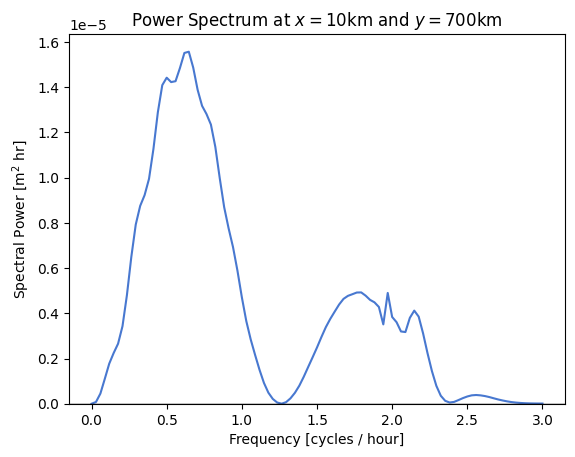 Power Spectrum at x = 10km and y = 700km
1e−5
1.6
1.4
1.2
1.0
0.8
0.6
0.4
0.2
0.0
Spectral Power [m² hr]
0.0 0.5 1.0 1.5 2.0 2.5 3.0
Frequency [cycles / hour]